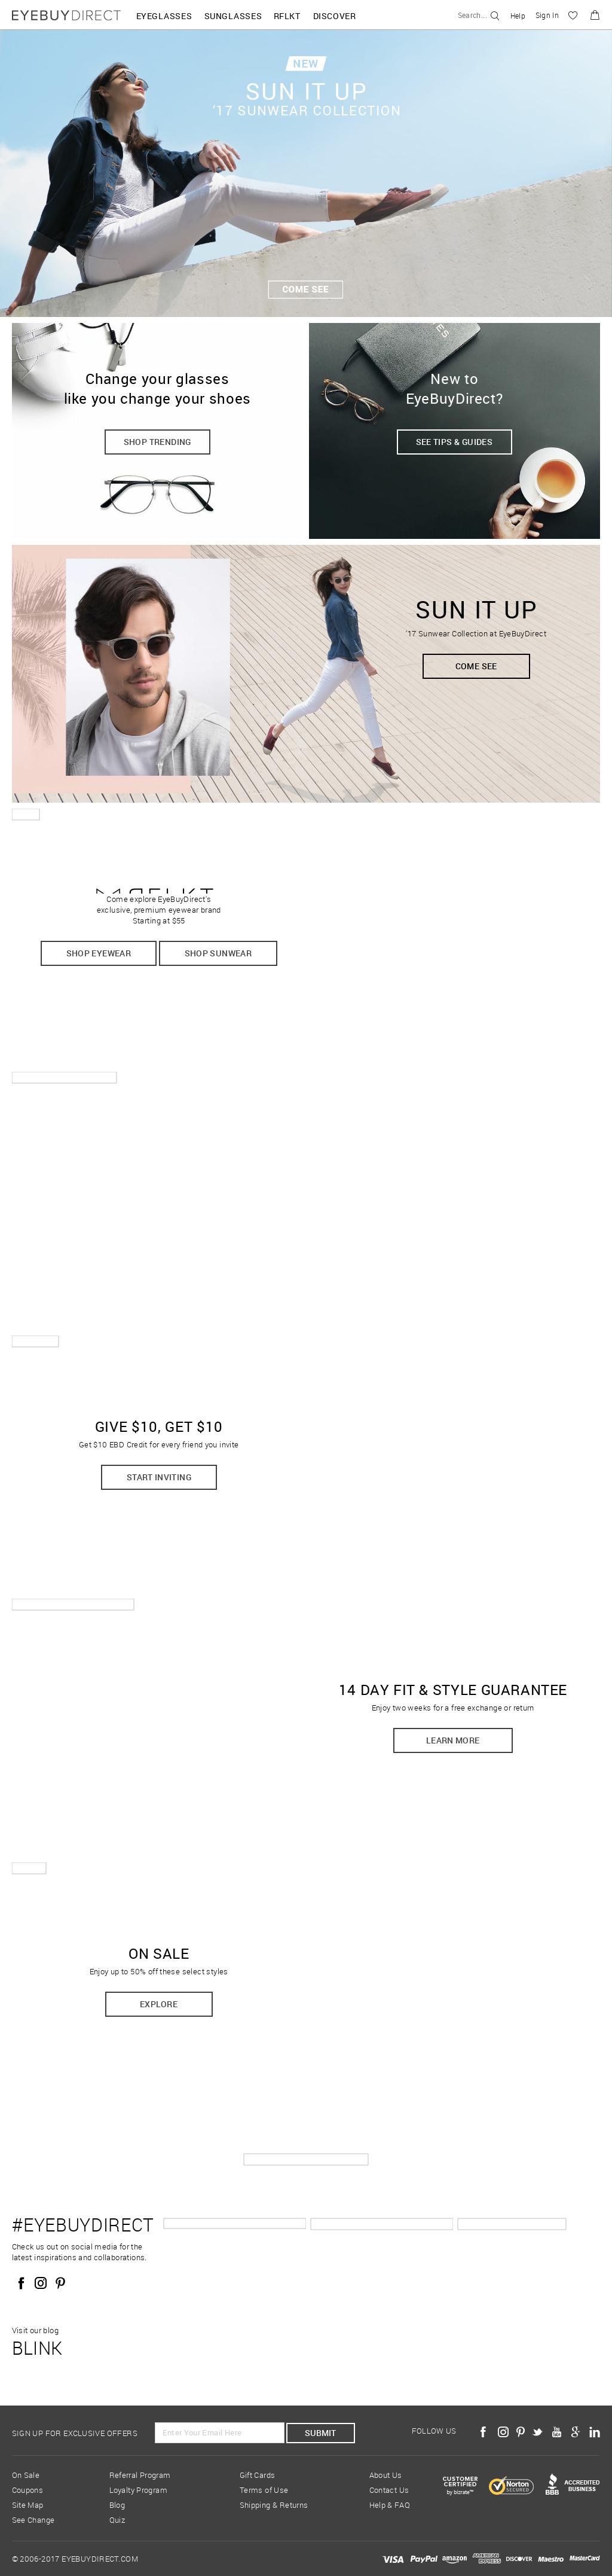 EYEBUYDIRECT EYEGLASSES SUNGLASSES RFLKT DISCOVER Search... Help Sign In
NEW
SUN IT UP
'17 SUNWEAR COLLECTION
COME SEE
Change your glasses
like you change your shoes
SHOP TRENDING
New to
EyeBuyDirect?
SEE TIPS & GUIDES
SUN IT UP
'17 Sunwear Collection at EyeBuyDirect
COME SEE
Come explore EyeBuyDirect's
exclusive, premium eyewear brand
Starting at $55
SHOP EYEWEAR SHOP SUNWEAR
GIVE $10, GET $10
Get $10 EBD Credit for every friend you invite
START INVITING
14 DAY FIT & STYLE GUARANTEE
Enjoy two weeks for a free exchange or return
LEARN MORE
ON SALE
Enjoy up to 50% off these select styles
EXPLORE
#EYEBUYDIRECT
Check us out on social media for the
latest inspirations and collaborations.
Visit our blog
BLINK
SIGN UP FOR EXCLUSIVE OFFERS Enter Your Email Here SUBMIT FOLLOW US
On Sale Referral Program Gift Cards About Us
Coupons Loyalty Program Terms of Use Contact Us
Site Map Blog Shipping & Returns Help & FAQ
See Change Quiz
CUSTOMER
CERTIFIED
by bizrate
Norton
SECURED
BBB
ACCREDITED
BUSINESS
© 2006-2017 EYEBUYDIRECT.COM VISA PayPal amazon AMERICAN EXPRESS DISCOVER Maestro MasterCard